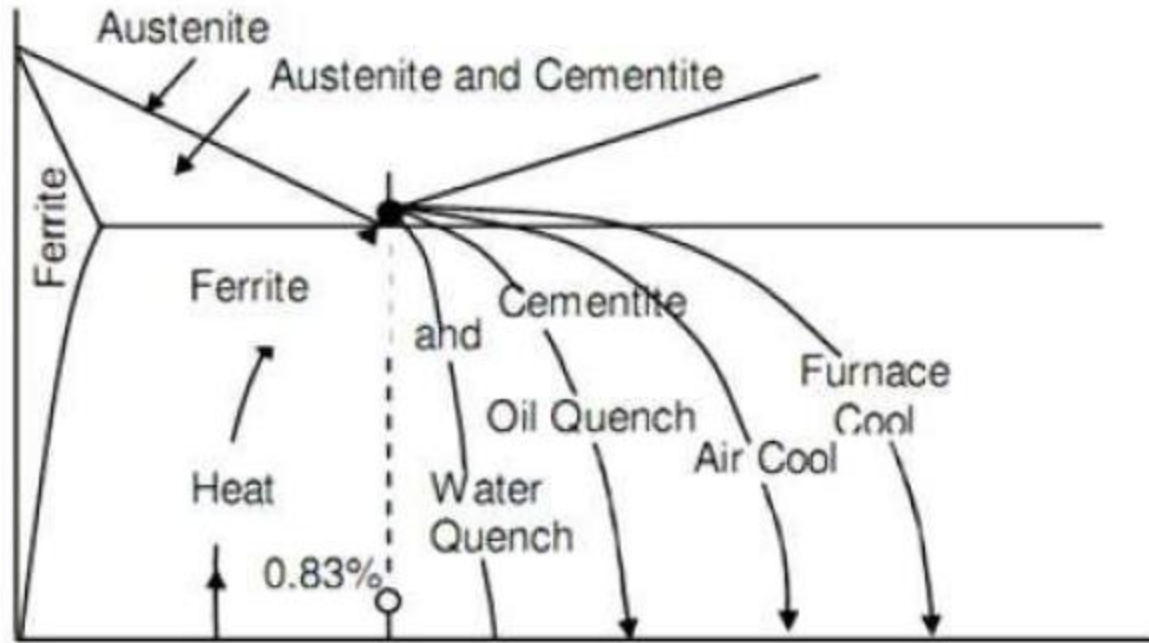 Austenite
Austenite and Cementite
Ferrite
Ferrite
and
Cementite
Furnace
Cool
Oil Quench
Air Cool
Heat
Water
Quench
0.83%